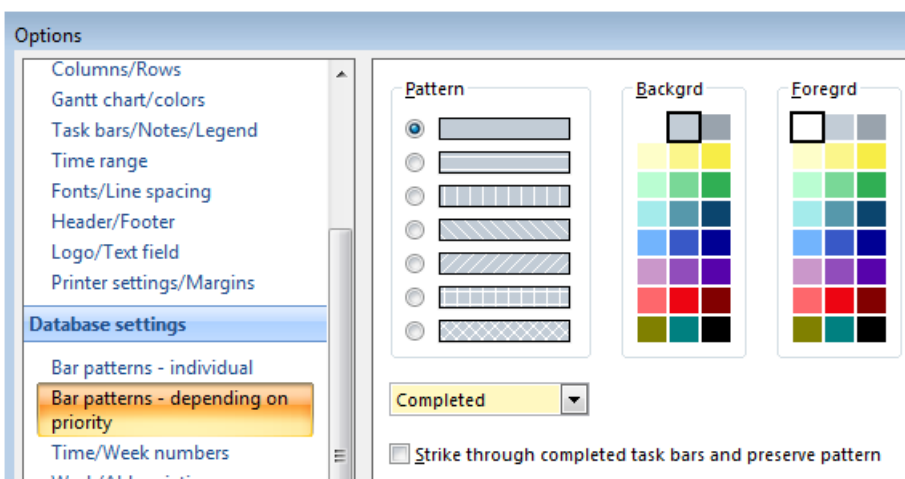 Options
Columns/Rows
Gantt chart/colors
Task bars/Notes/Legend
Time range
Fonts/Line spacing
Header/Footer
Logo/Text field
Printer settings/Margins
Database settings
Bar patterns - individual
Bar patterns - depending on
priority
Time/Week numbers
Pattern
Backgrd
Foregrd
Completed
Strike through completed task bars and preserve pattern